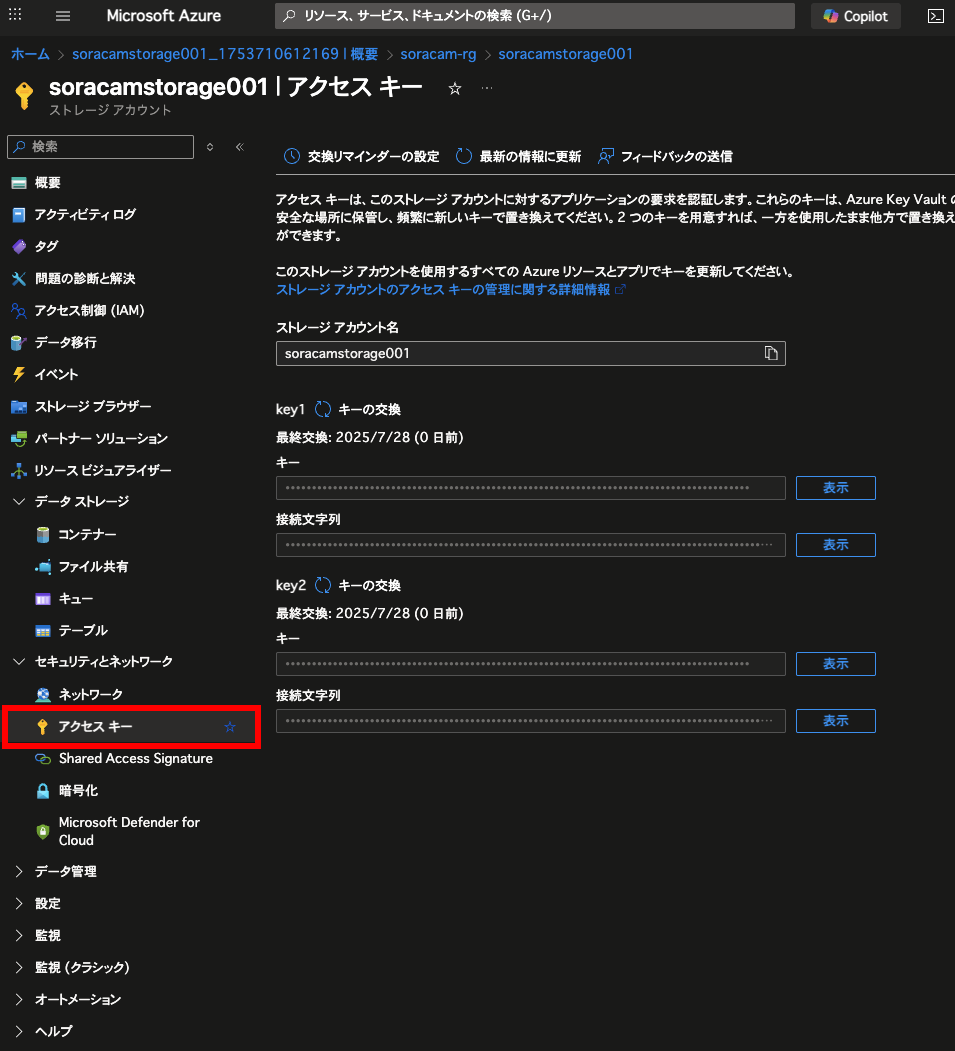 Microsoft Azure
リソース、サービス、ドキュメントの検索 (G+/)
Copilot
ホーム > soracamstorage001_1753710612169 | 概要 > soracam-rg > soracamstorage001
soracamstorage001 | アクセス キー
ストレージ アカウント
検索
概要
アクティビティ ログ
タグ
問題の診断と解決
アクセス制御 (IAM)
データ移行
イベント
ストレージ ブラウザー
パートナー ソリューション
リソース ビジュアライザー
データ ストレージ
コンテナー
ファイル共有
キュー
テーブル
セキュリティとネットワーク
ネットワーク
アクセス キー
Shared Access Signature
暗号化
Microsoft Defender for
Cloud
データ管理
設定
監視
監視 (クラシック)
オートメーション
ヘルプ
交換リマインダーの設定
最新の情報に更新
フィードバックの送信
アクセス キーは、このストレージ アカウントに対するアプリケーションの要求を認証します。これらのキーは、Azure Key Vault の
安全な場所に保管し、頻繁に新しいキーで置き換えてください。2 つのキーを用意すれば、一方を使用したまま他方で置き換え
ができます。
このストレージ アカウントを使用するすべての Azure リソースとアプリでキーを更新してください。
ストレージ アカウントのアクセス キーの管理に関する詳細情報
ストレージ アカウント名
soracamstorage001
key1 キーの交換
最終交換: 2025/7/28 (0 日前)
キー
表示
接続文字列
表示
key2 キーの交換
最終交換: 2025/7/28 (0 日前)
キー
表示
接続文字列
表示